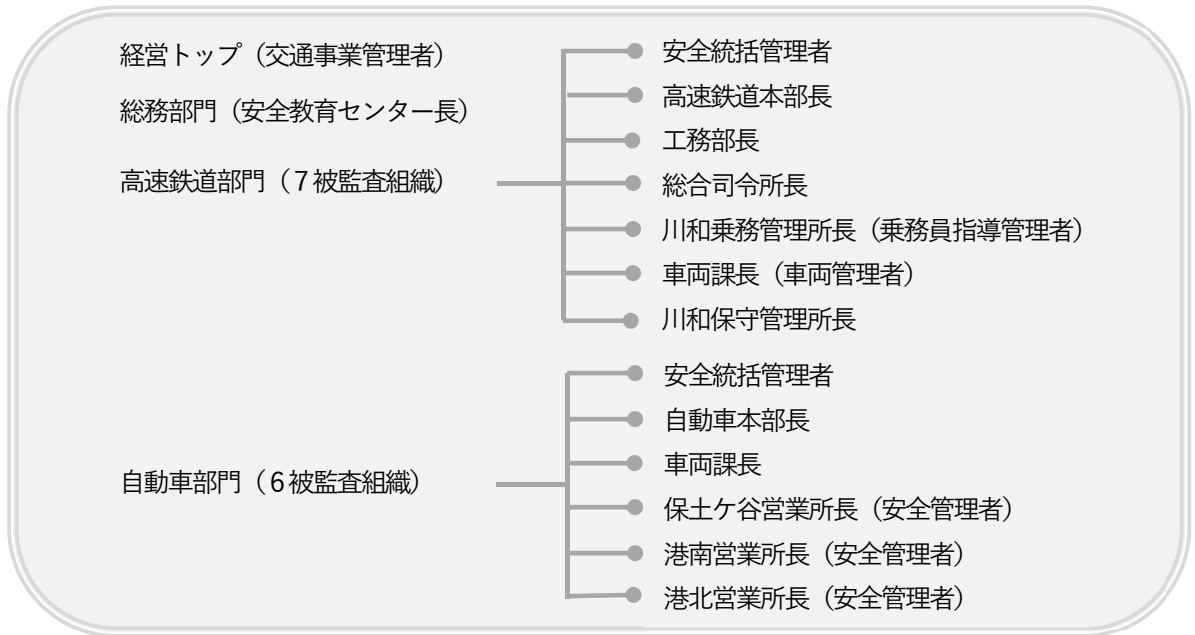 経営トップ（交通事業管理者）
総務部門（安全教育センター長）
高速鉄道部門（７被監査組織）
安全統括管理者
高速鉄道本部長
工務部長
総合司令所長
川和乗務管理所長（乗務員指導管理者）
車両課長（車両管理者）
川和保守管理所長
自動車部門（６被監査組織）
安全統括管理者
自動車本部長
車両課長
保土ケ谷営業所長（安全管理者）
港南営業所長（安全管理者）
港北営業所長（安全管理者）